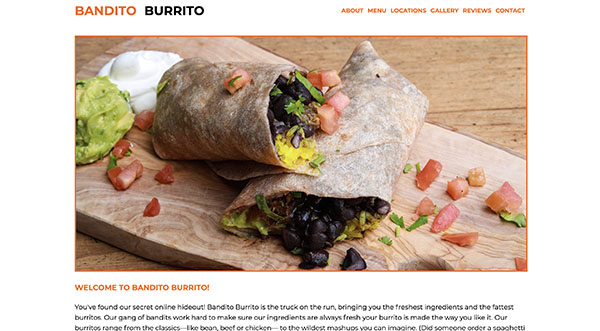 BANDITO BURRITO
ABOUT MENU LOCATIONS GALLERY REVIEWS CONTACT
WELCOME TO BANDITO BURRITO!
You've found our secret online hideout! Bandito Burrito is the truck on the run, bringing you the freshest ingredients and the fattest
burritos. Our gang of bandits work hard to make sure our ingredients are always fresh your burrito is made the way you like it. Our
burritos range from the classics—like bean, beef or chicken— to the wildest mashups you can imagine. (Did someone order a spaghetti